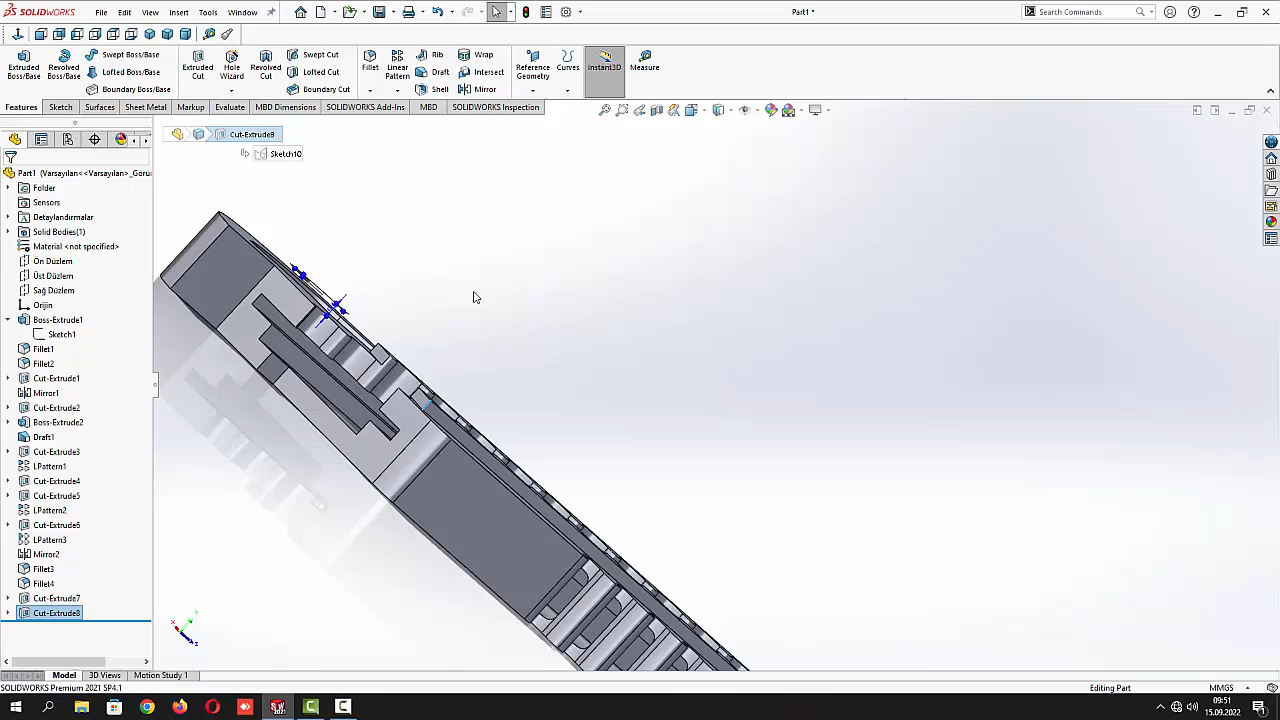 SOLIDWORKS
File Edit View Insert Tools Window
Part1 *
Search Commands
Extruded Boss/Base
Revolved Boss/Base
Swept Boss/Base
Lofted Boss/Base
Boundary Boss/Base
Extruded Cut
Hole Wizard
Revolved Cut
Swept Cut
Lofted Cut
Boundary Cut
Fillet
Linear Pattern
Rib
Draft
Shell
Wrap
Intersect
Mirror
Reference Geometry
Curves
Instant3D
Measure
Features Sketch Surfaces Sheet Metal Markup Evaluate MBD Dimensions SOLIDWORKS Add-Ins MBD SOLIDWORKS Inspection
Cut-Extrude8
Sketch10
Part1 (Varsayılan<<Varsayılan>_Görü
Folder
Sensors
Detaylandırmalar
Solid Bodies(1)
Material <not specified>
Ön Düzlem
Üst Düzlem
Sağ Düzlem
Orijin
Boss-Extrude1
Sketch1
Fillet1
Fillet2
Cut-Extrude1
Mirror1
Cut-Extrude2
Boss-Extrude2
Draft1
Cut-Extrude3
LPattern1
Cut-Extrude4
Cut-Extrude5
LPattern2
Cut-Extrude6
LPattern3
Mirror2
Fillet3
Fillet4
Cut-Extrude7
Cut-Extrude8
Model 3D Views Motion Study 1
SOLIDWORKS Premium 2021 SP4.1
Editing Part
MMGS
09:51
15.09.2022